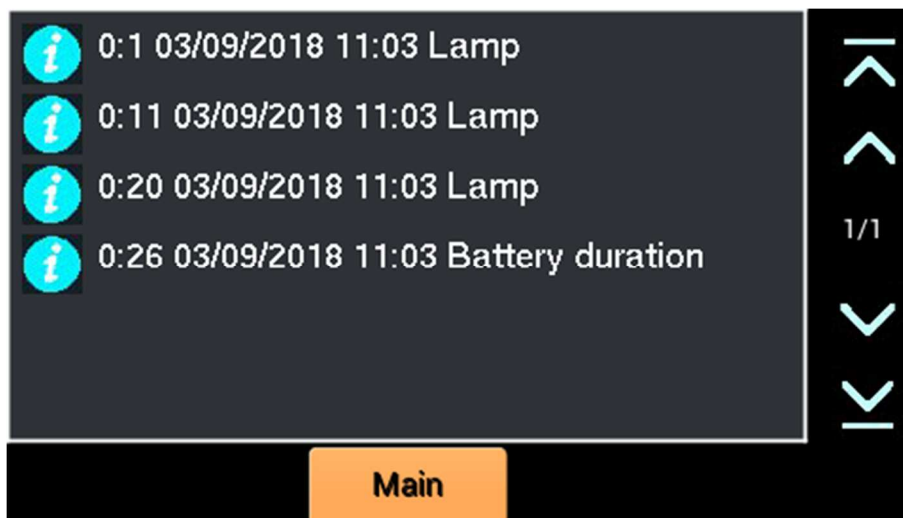 0:1 03/09/2018 11:03 Lamp
0:11 03/09/2018 11:03 Lamp
0:20 03/09/2018 11:03 Lamp
0:26 03/09/2018 11:03 Battery duration
1/1
Main